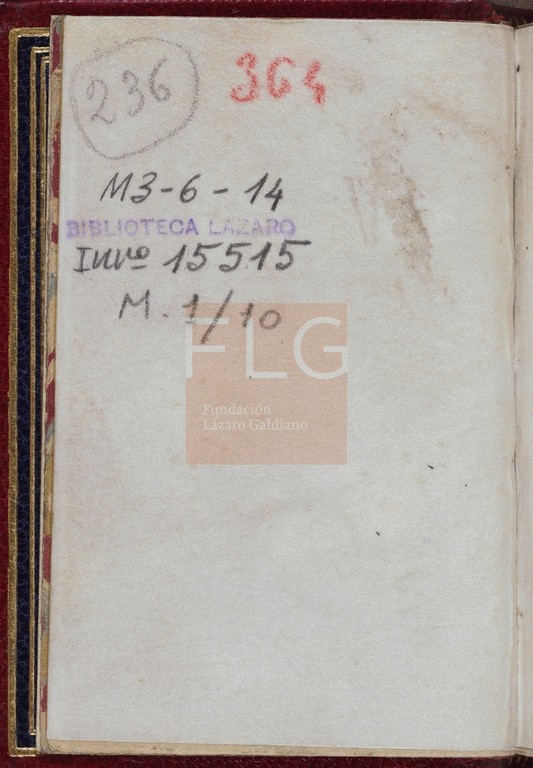 236
364
M3-6-14
BIBLIOTECA LAZARO
Invº 15515
M. 1/10
FLG
Fundación
Lázaro Galdiano